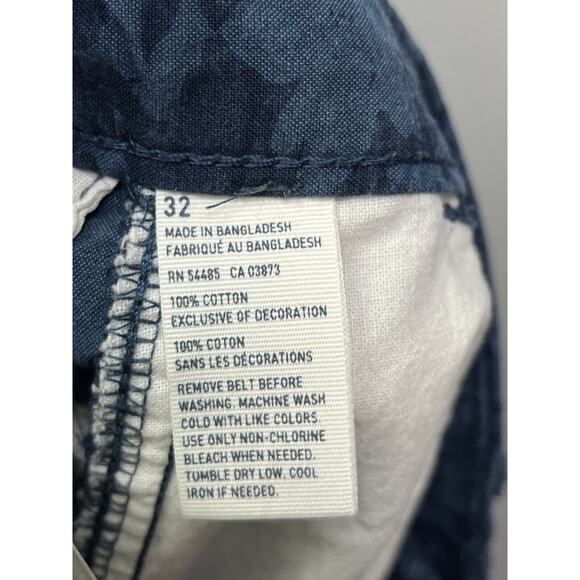 32
MADE IN BANGLADESH
FABRIQUÉ AU BANGLADESH
RN 54485 CA 03873
100% COTTON
EXCLUSIVE OF DECORATION
100% COTON
SANS LES DÉCORATIONS
REMOVE BELT BEFORE
WASHING. MACHINE WASH
COLD WITH LIKE COLORS.
USE ONLY NON-CHLORINE
BLEACH WHEN NEEDED.
TUMBLE DRY LOW. COOL
IRON IF NEEDED.